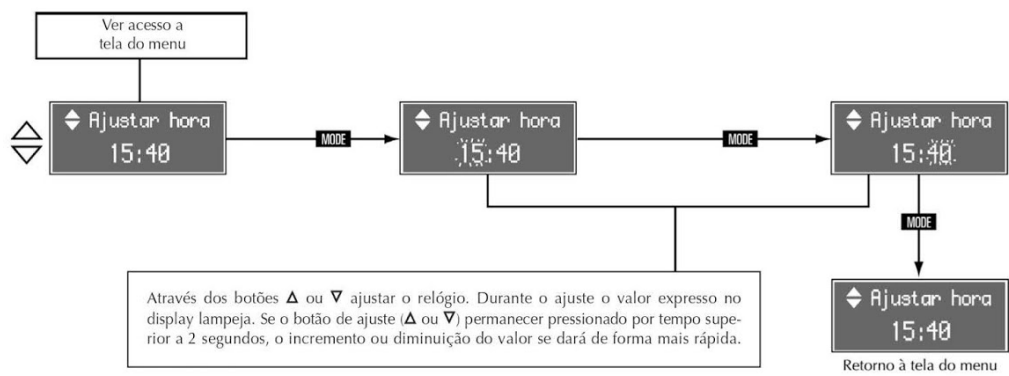 Ver acesso a
tela do menu
Ajustar hora
15:40
MODE
Ajustar hora
15:40
MODE
Ajustar hora
15:40
MODE
Através dos botões Δ ou ∇ ajustar o relógio. Durante o ajuste o valor expresso no
display lampeja. Se o botão de ajuste (Δ ou ∇) permanecer pressionado por tempo supe-
rior a 2 segundos, o incremento ou diminuição do valor se dará de forma mais rápida.
Ajustar hora
15:40
Retorno à tela do menu